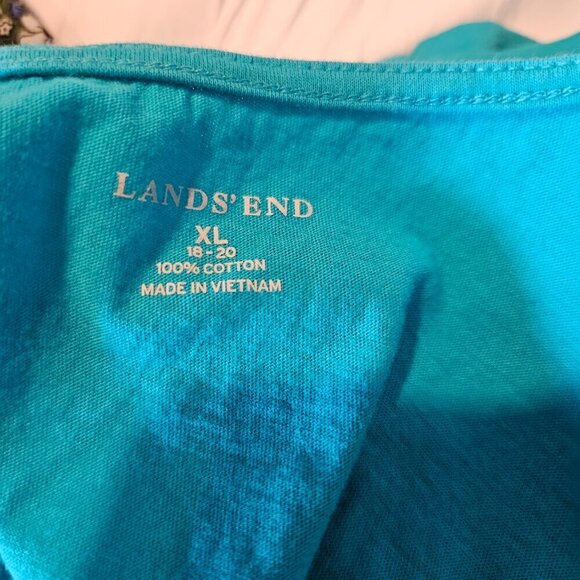 LANDS' END
XL
18 - 20
100% COTTON
MADE IN VIETNAM